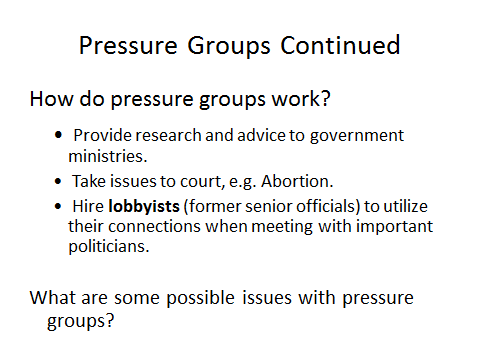 Pressure Groups Continued
How do pressure groups work?
• Provide research and advice to government
ministries.
• Take issues to court, e.g. Abortion.
• Hire lobbyists (former senior officials) to utilize
their connections when meeting with important
politicians.
What are some possible issues with pressure
groups?